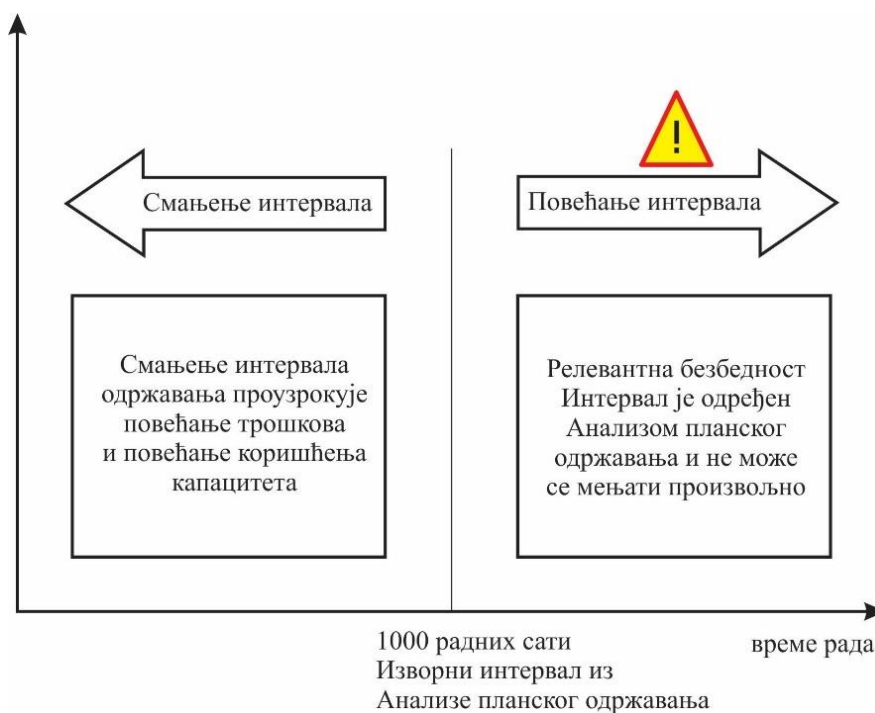 !
Смањење интервала
Повећање интервала
Смањење интервала
одржавања проузрокује
повећање трошкова
и повећање коришћења
капацитета
Релевантна безбедност
Интервал је одређен
Анализом планског
одржавања и не може
се мењати произвољно
1000 радних сати
Изворни интервал из
Анализе планског одржавања
време рада